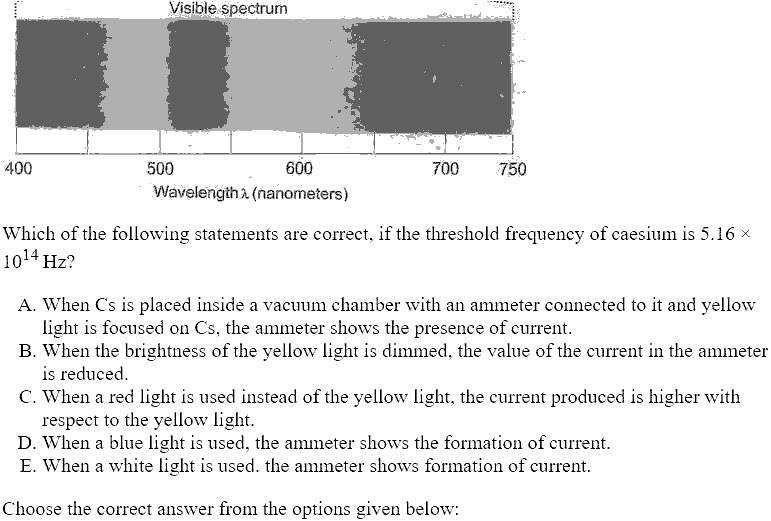 Visible spectrum
400 500 600 700 750
Wavelength λ (nanometers)
Which of the following statements are correct, if the threshold frequency of caesium is 5.16 ×
10¹⁴ Hz?
A. When Cs is placed inside a vacuum chamber with an ammeter connected to it and yellow
light is focused on Cs, the ammeter shows the presence of current.
B. When the brightness of the yellow light is dimmed, the value of the current in the ammeter
is reduced.
C. When a red light is used instead of the yellow light, the current produced is higher with
respect to the yellow light.
D. When a blue light is used, the ammeter shows the formation of current.
E. When a white light is used. the ammeter shows formation of current.
Choose the correct answer from the options given below: